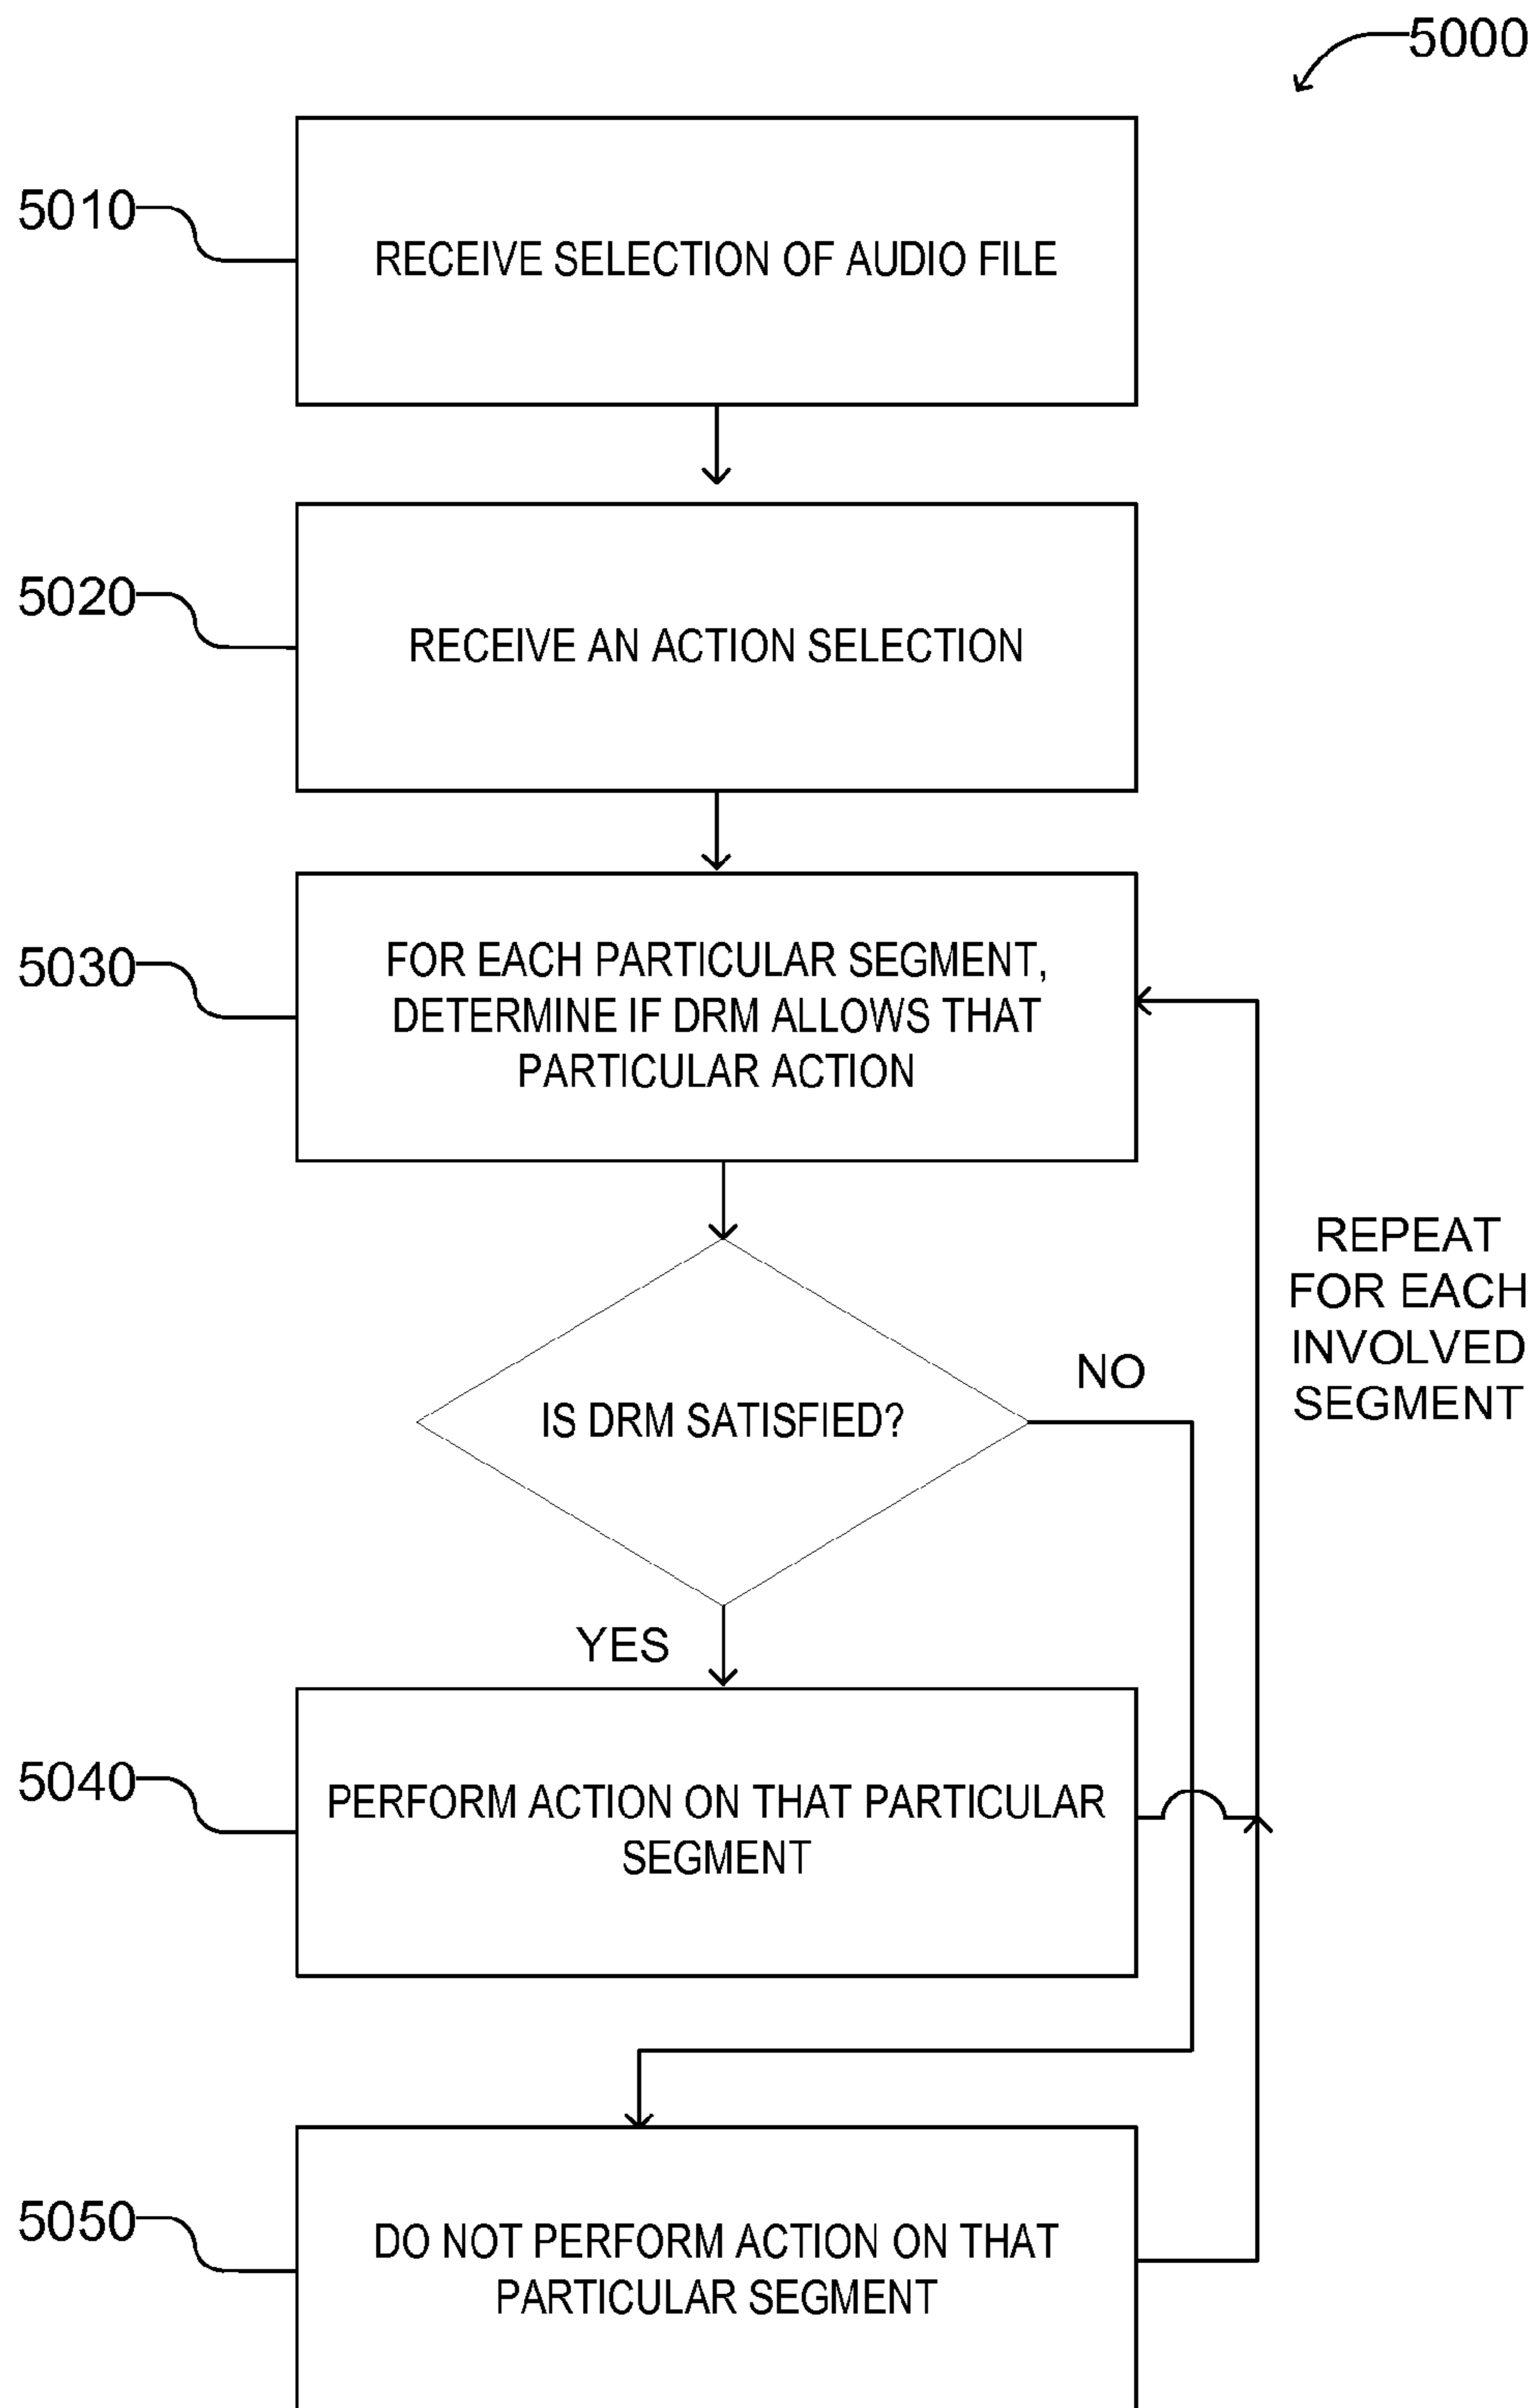 5000
5010
RECEIVE SELECTION OF AUDIO FILE
5020
RECEIVE AN ACTION SELECTION
5030
FOR EACH PARTICULAR SEGMENT,
DETERMINE IF DRM ALLOWS THAT
PARTICULAR ACTION
REPEAT
FOR EACH
INVOLVED
SEGMENT
NO
IS DRM SATISFIED?
YES
5040
PERFORM ACTION ON THAT PARTICULAR
SEGMENT
5050
DO NOT PERFORM ACTION ON THAT
PARTICULAR SEGMENT